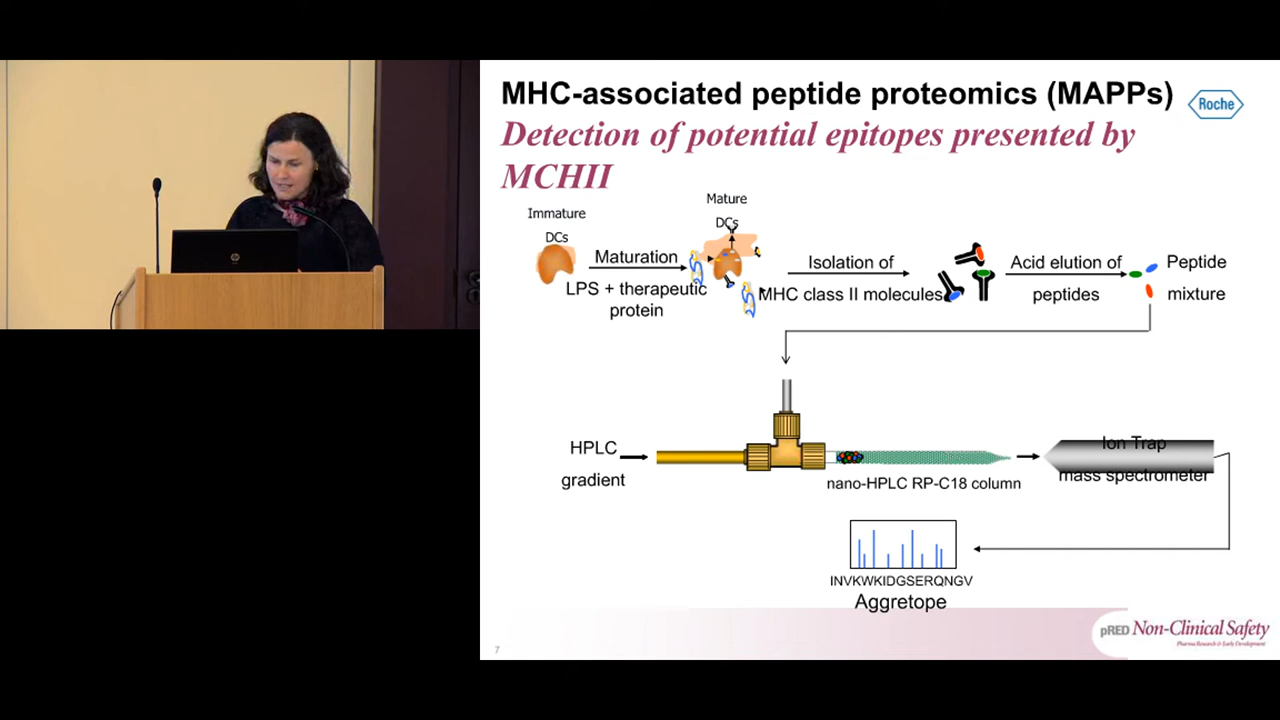 MHC-associated peptide proteomics (MAPPs)
Roche
Detection of potential epitopes presented by
MCHII
Immature
DCs
Mature
DCs
Maturation
LPS + therapeutic
protein
Isolation of
MHC class II molecules
Acid elution of
peptides
Peptide
mixture
HPLC
gradient
nano-HPLC RP-C18 column
Ion Trap
mass spectrometer
INVKWKIDGSERQNGV
Aggretope
7
pRED Non-Clinical Safety
Pharma Research & Early Development
hp